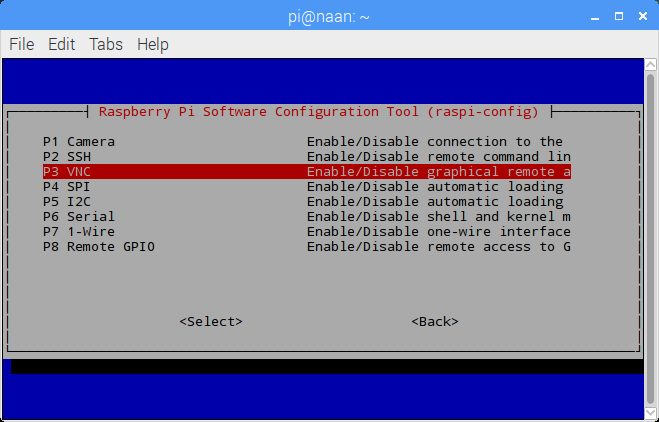 pi@naan: ~
File Edit Tabs Help
Raspberry Pi Software Configuration Tool (raspi-config)
P1 Camera Enable/Disable connection to the
P2 SSH Enable/Disable remote command lin
P3 VNC Enable/Disable graphical remote a
P4 SPI Enable/Disable automatic loading
P5 I2C Enable/Disable automatic loading
P6 Serial Enable/Disable shell and kernel m
P7 1-Wire Enable/Disable one-wire interface
P8 Remote GPIO Enable/Disable remote access to G
<Select> <Back>